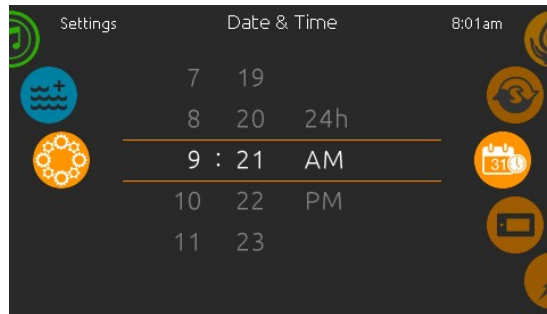 Settings Date & Time 8:01am
7 19
8 20 24h
9 : 21 AM
31
10 22 PM
11 23